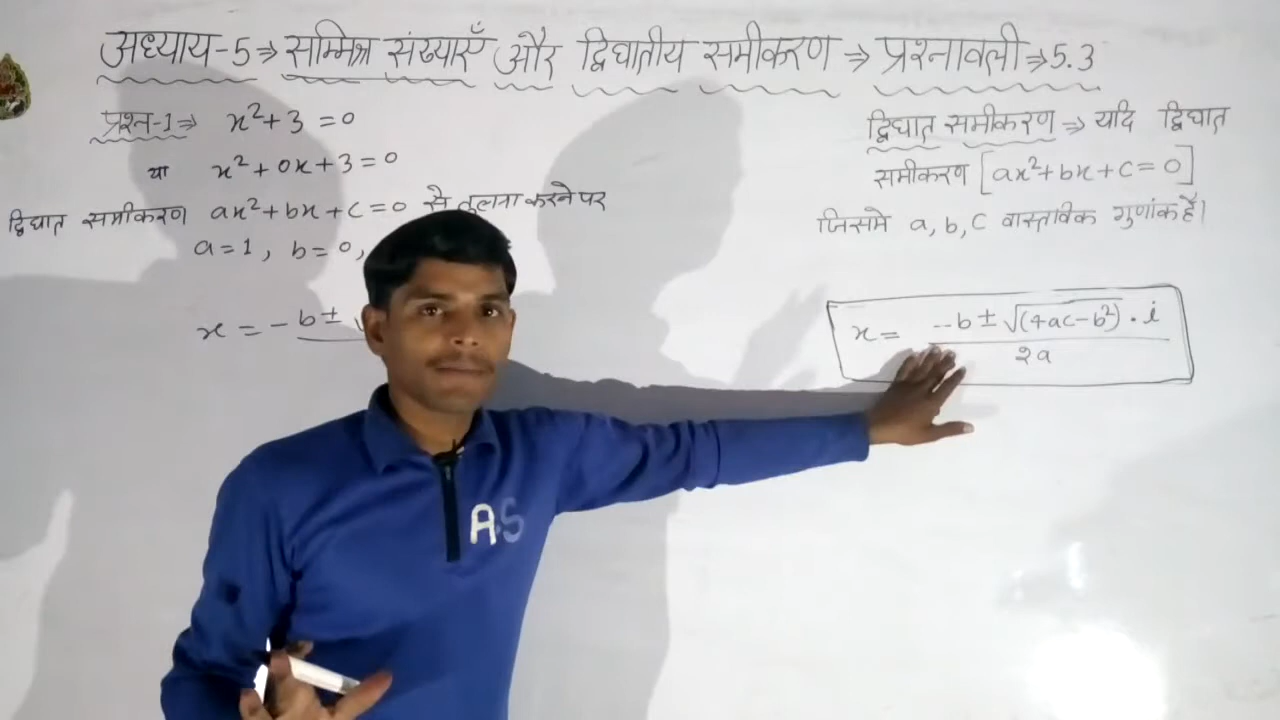 अध्याय-5⇒ सम्मिश्र संख्याएँ और द्विघातीय समीकरण ⇒ प्रश्नावली⇒5.3
प्रश्न-1⇒ x²+3 =0
या x²+0x+3=0
द्विघात समीकरण ax²+bx+c=0 से तुलना करने पर
a=1, b=0,
x = -b±√
द्विघात समीकरण ⇒ यदि द्विघात
समीकरण [ax²+bx+c=0]
जिसमे a, b, c वास्तविक गुणांक है।
x = -b ± √(4ac-b²) . i
2a
AS